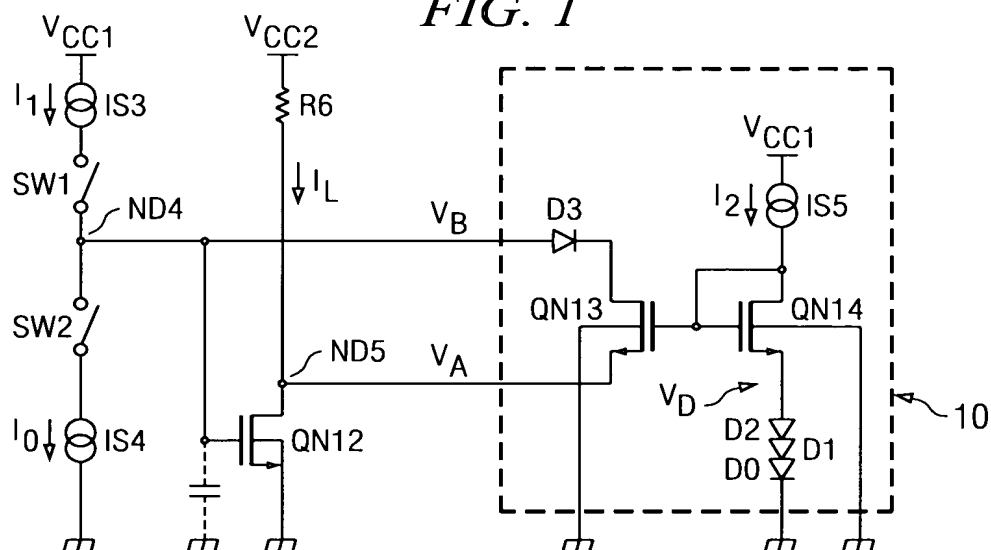 FIG. 1
VCC1
VCC2
I1
IS3
R6
VCC1
SW1
IL
I2
IS5
ND4
VB
D3
QN13
QN14
SW2
ND5
VA
VD
10
I0
IS4
QN12
D2
D1
D0